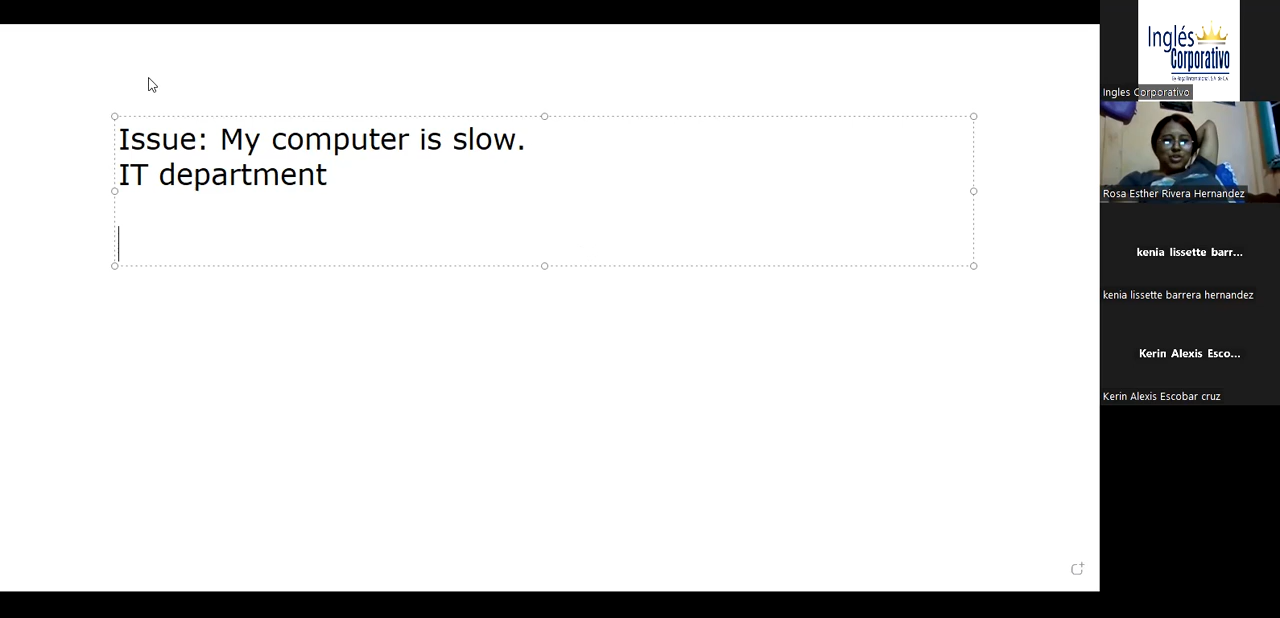 Issue: My computer is slow.
IT department
Inglés
Corporativo
Ingles Corporativo
Rosa Esther Rivera Hernandez
kenia lissette barr...
kenia lissette barrera hernandez
Kerin Alexis Esco...
Kerin Alexis Escobar cruz